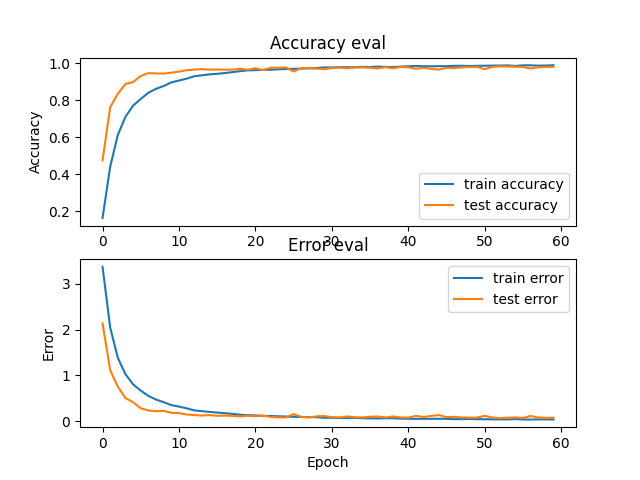 Accuracy eval
Accuracy
1.0
0.8
0.6
0.4
0.2
train accuracy
test accuracy
0 10 20 30 40 50 60
Error eval
Error
3
2
1
0
train error
test error
0 10 20 30 40 50 60
Epoch